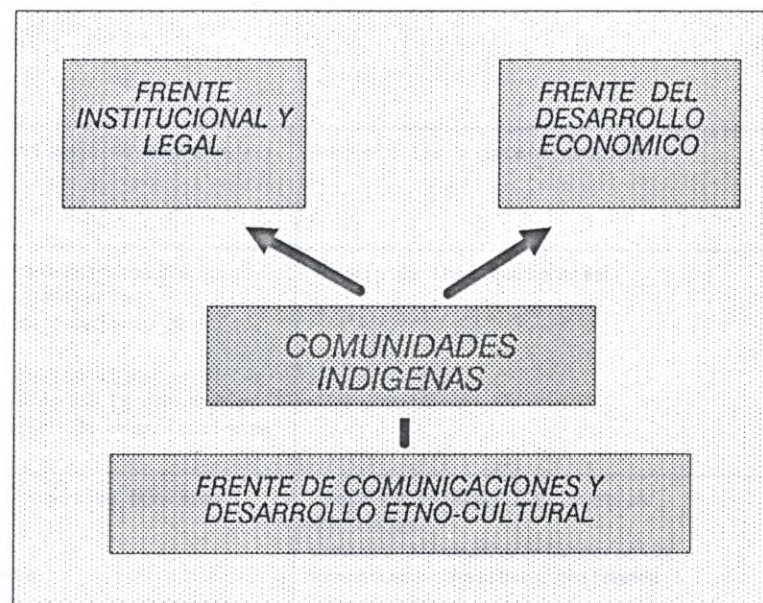 FRENTE
INSTITUCIONAL Y
LEGAL
FRENTE DEL
DESARROLLO
ECONOMICO
COMUNIDADES
INDIGENAS
FRENTE DE COMUNICACIONES Y
DESARROLLO ETNO-CULTURAL